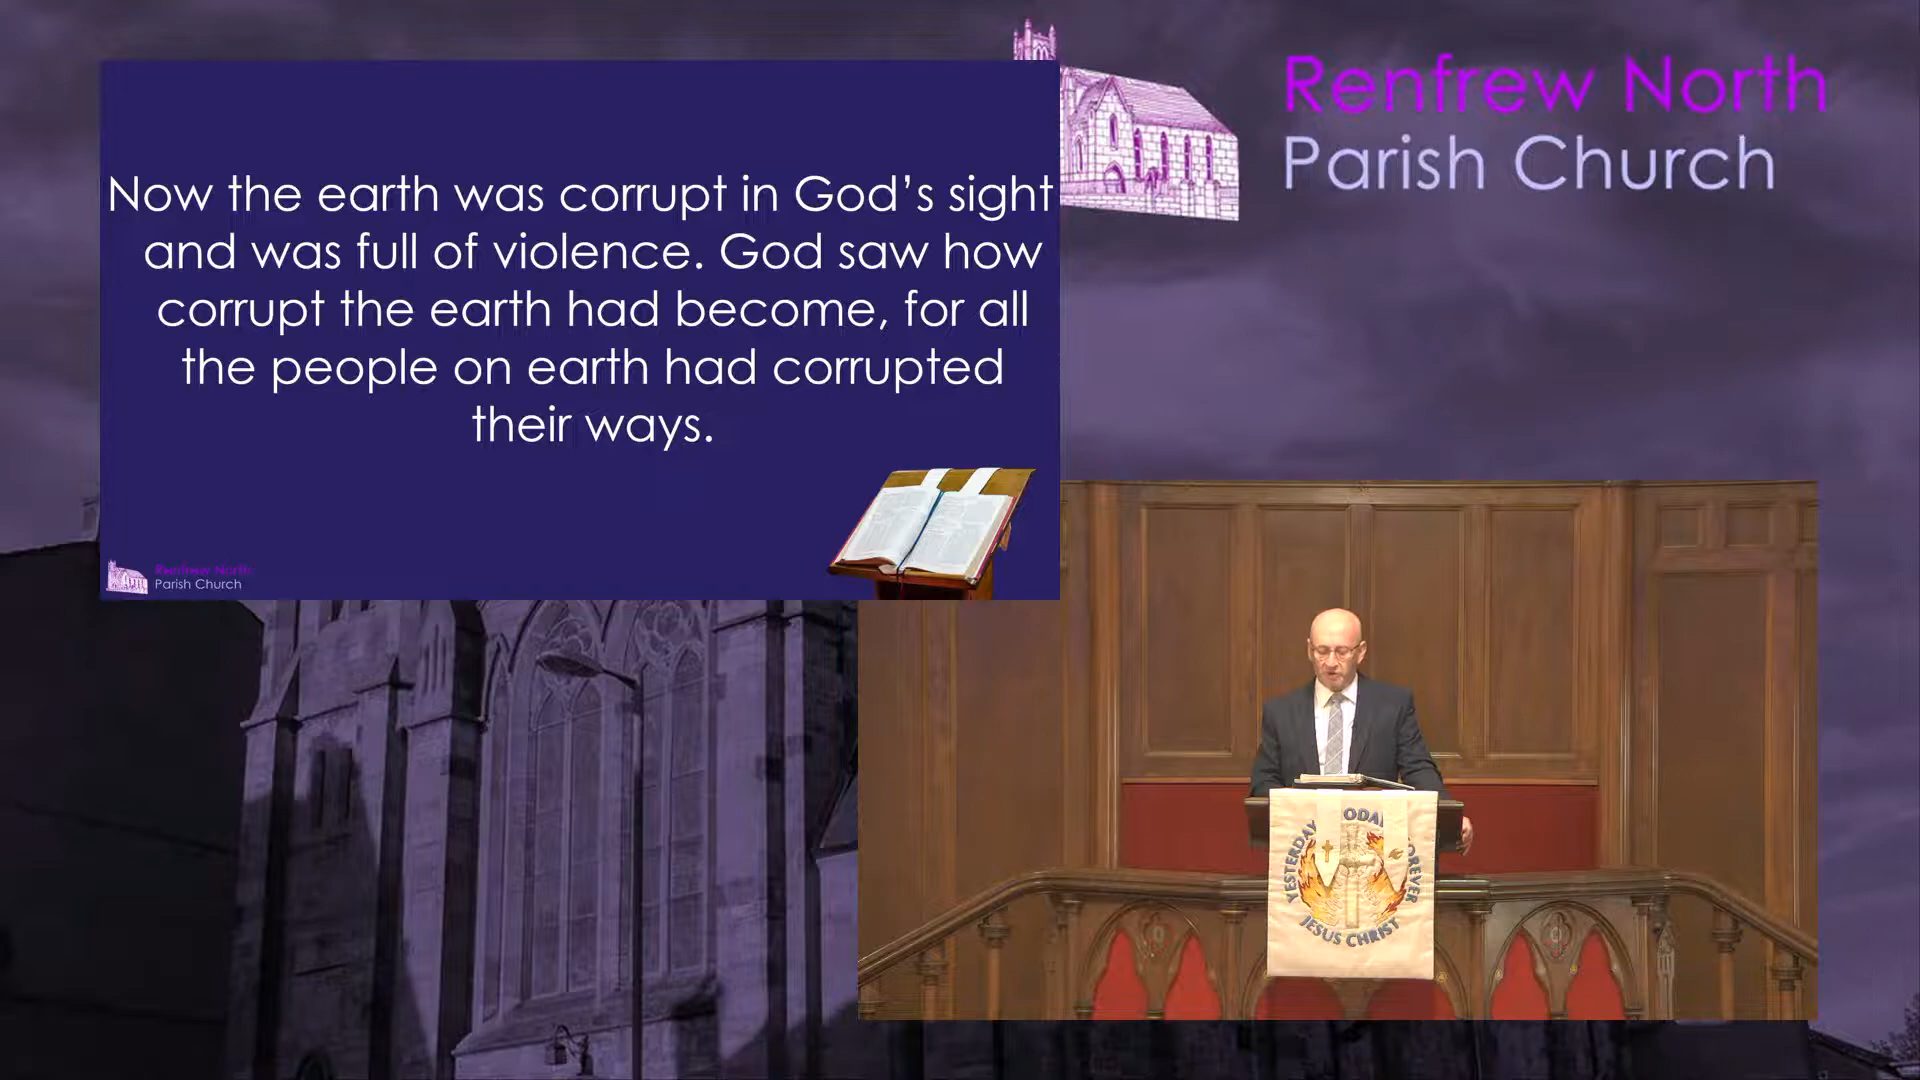 Renfrew North
Parish Church
Now the earth was corrupt in God’s sight
and was full of violence. God saw how
corrupt the earth had become, for all
the people on earth had corrupted
their ways.
Renfrew North
Parish Church
YESTERDAY
JESUS CHRIST